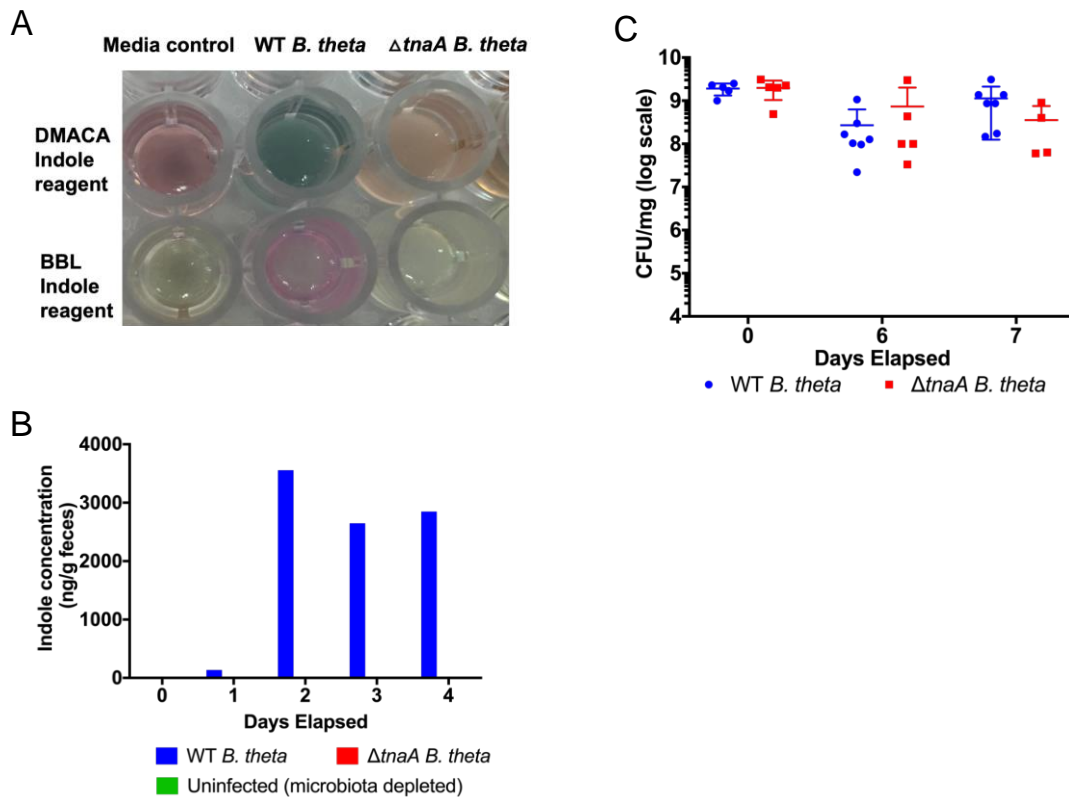 A
Media control WT B. theta ΔtnaA B. theta
DMACA
Indole
reagent
BBL
Indole
reagent
B
Indole concentration
(ng/g feces)
4000
3000
2000
1000
0
0 1 2 3 4
Days Elapsed
WT B. theta ΔtnaA B. theta
Uninfected (microbiota depleted)
C
CFU/mg (log scale)
10
9
8
7
6
5
4
0 6 7
Days Elapsed
WT B. theta ΔtnaA B. theta